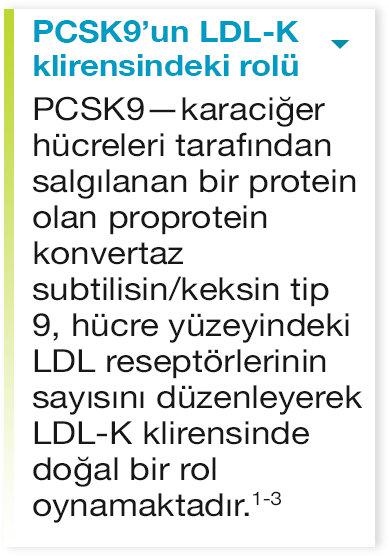 PCSK9’un LDL-K
klirensindeki rolü
PCSK9—karaciğer
hücreleri tarafından
salgılanan bir protein
olan proprotein
konvertaz
subtilisin/keksin tip
9, hücre yüzeyindeki
LDL reseptörlerinin
sayısını düzenleyerek
LDL-K klirensinde
doğal bir rol
oynamaktadır.1-3